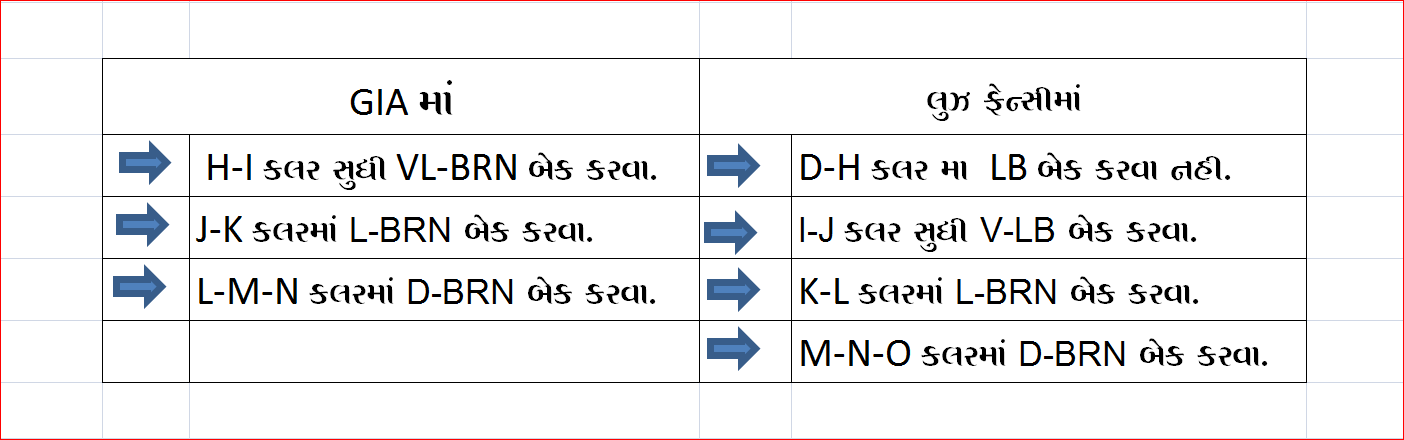 GIA માં
લુઝ ફેન્સીમાં
H-I કલર સુધી VL-BRN બેક કરવા.
D-H કલર મા LB બેક કરવા નહી.
J-K કલરમાં L-BRN બેક કરવા.
I-J કલર સુધી V-LB બેક કરવા.
L-M-N કલરમાં D-BRN બેક કરવા.
K-L કલરમાં L-BRN બેક કરવા.
M-N-O કલરમાં D-BRN બેક કરવા.